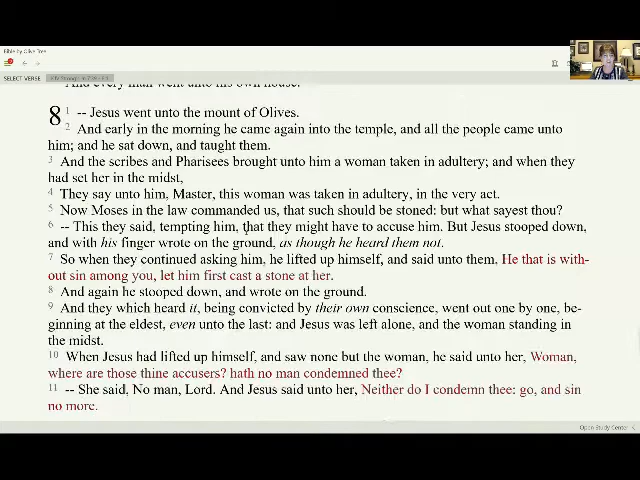 Bible by Olive Tree
SELECT VERSE
And every man went unto his own house.
8 1 -- Jesus went unto the mount of Olives.
2 And early in the morning he came again into the temple, and all the people came unto
him; and he sat down, and taught them.
3 And the scribes and Pharisees brought unto him a woman taken in adultery; and when they
had set her in the midst,
4 They say unto him, Master, this woman was taken in adultery, in the very act.
5 Now Moses in the law commanded us, that such should be stoned: but what sayest thou?
6 -- This they said, tempting him, that they might have to accuse him. But Jesus stooped down,
and with his finger wrote on the ground, as though he heard them not.
7 So when they continued asking him, he lifted up himself, and said unto them, He that is with-
out sin among you, let him first cast a stone at her.
8 And again he stooped down, and wrote on the ground.
9 And they which heard it, being convicted by their own conscience, went out one by one, be-
ginning at the eldest, even unto the last: and Jesus was left alone, and the woman standing in
the midst.
10 When Jesus had lifted up himself, and saw none but the woman, he said unto her, Woman,
where are those thine accusers? hath no man condemned thee?
11 -- She said, No man, Lord. And Jesus said unto her, Neither do I condemn thee: go, and sin
no more.
Open Study Center